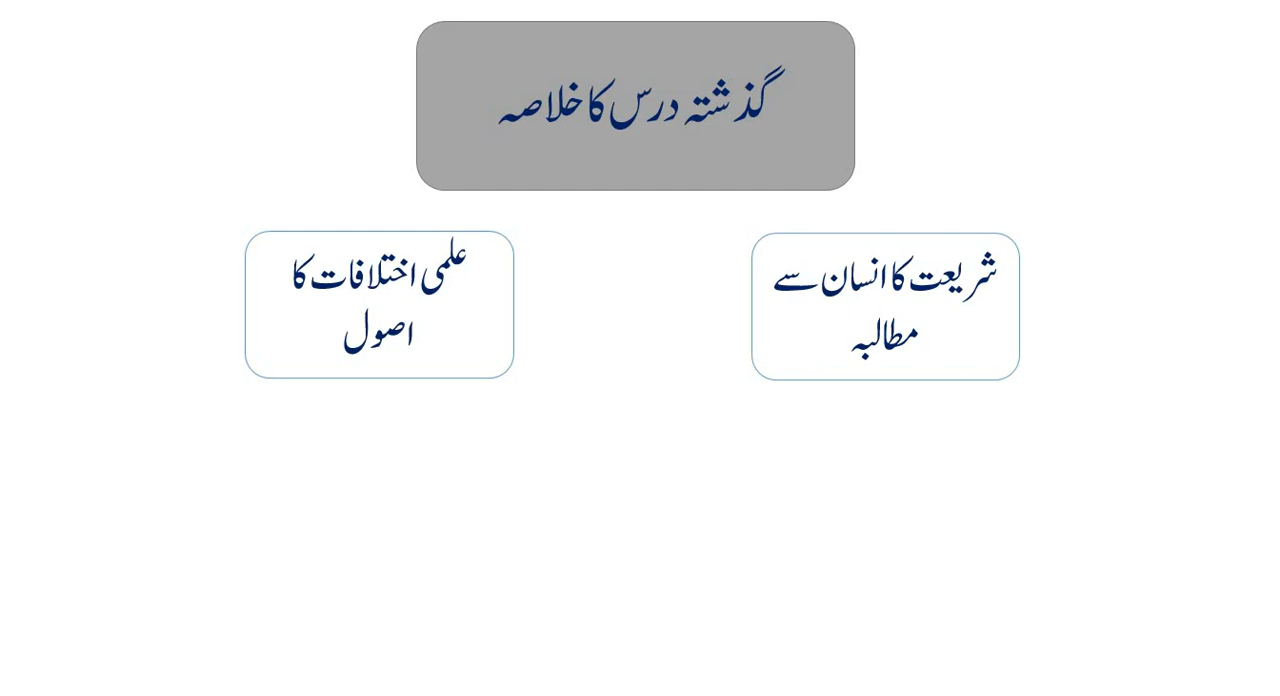 گذشتہ درس کا خلاصہ
شریعت کا انسان سے
مطالبہ
علمی اختلافات کا
اصول